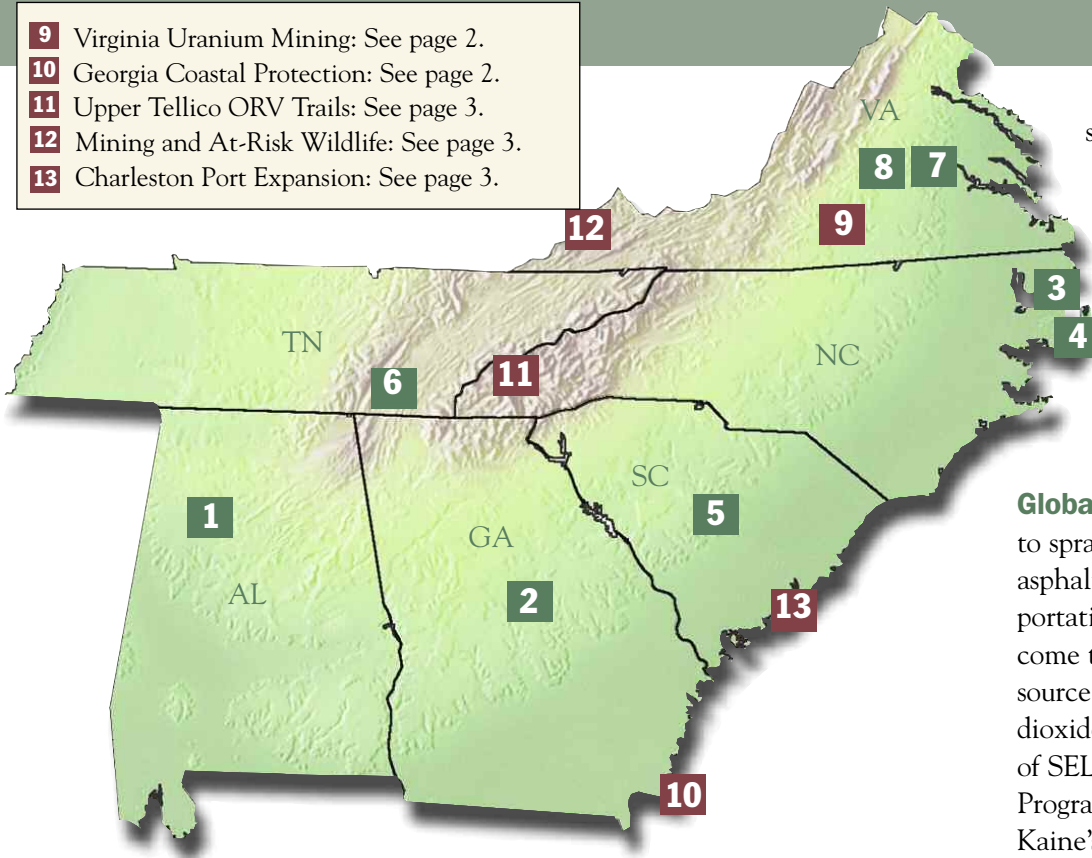 9 Virginia Uranium Mining: See page 2.
10 Georgia Coastal Protection: See page 2.
11 Upper Tellico ORV Trails: See page 3.
12 Mining and At-Risk Wildlife: See page 3.
13 Charleston Port Expansion: See page 3.
VA
8
7
9
12
3
4
TN
NC
6
11
SC
1
5
GA
AL
2
13
10
s
Globa
to spra
asphal
portati
come t
source
dioxid
of SEL
Progra
Kaine'